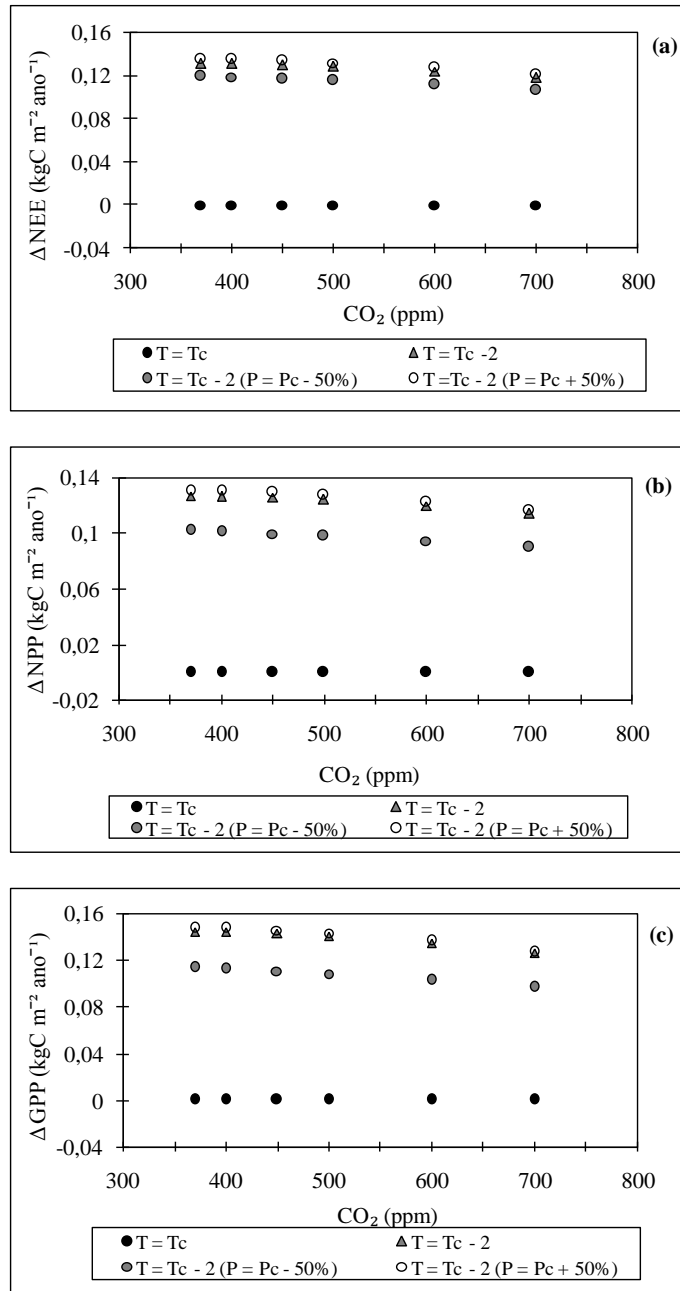 0,16
(a)
0,12
0,08
0,04
0
-0,04
ΔNEE (kgC m⁻² ano⁻¹)
300 400 500 600 700 800
CO₂ (ppm)
T = Tc T = Tc -2
T = Tc - 2 (P = Pc - 50%) T =Tc - 2 (P = Pc + 50%)
0,14
(b)
0,1
0,06
0,02
-0,02
ΔNPP (kgC m⁻² ano⁻¹)
300 400 500 600 700 800
CO₂ (ppm)
T = Tc T = Tc - 2
T = Tc - 2 (P = Pc - 50%) T = Tc - 2 (P = Pc + 50%)
0,16
(c)
0,12
0,08
0,04
0
-0,04
ΔGPP (kgC m⁻² ano⁻¹)
300 400 500 600 700 800
CO₂ (ppm)
T = Tc T = Tc - 2
T = Tc - 2 (P = Pc - 50%) T = Tc - 2 (P = Pc + 50%)